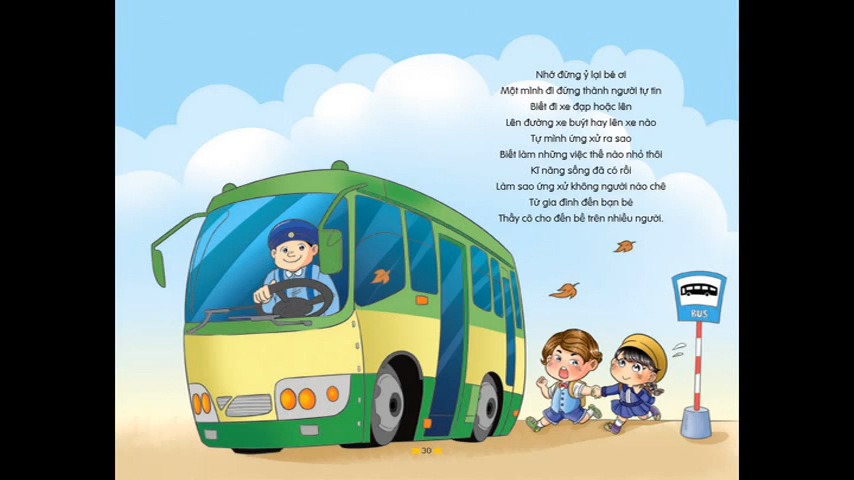 Nhớ đừng ỷ lại bé ơi
Một mình đi đứng thành người tự tin
Biết đi xe đạp hoặc lên
Lên đường xe buýt hay lên xe nào
Tự mình ứng xử ra sao
Biết làm những việc thế nào nhỏ thôi
Kĩ năng sống đã có rồi
Làm sao ứng xử không người nào chê
Từ gia đình đến bạn bé
Thầy cô cho đến bề trên nhiều người.
BUS
30